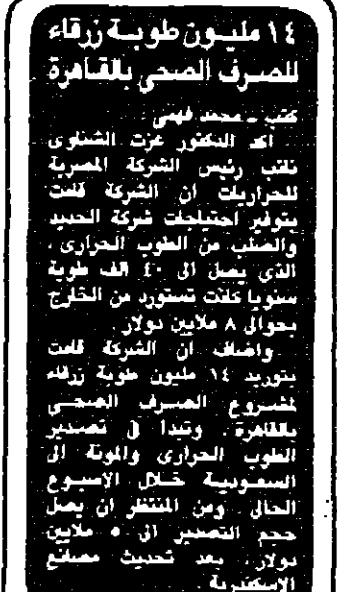 ١٤ مليون طوبة زرقاء
للصرف الصحى بالقاهرة
كتب ـ محمد فهمى :
اكد الدكتور عزت الشناوى
نائب رئيس الشركة المصرية
للحراريات ان الشركة قامت
بتوفير احتياجات شركة الحديد
والصلب من الطوب الحرارى ،
الذى يصل الى ٤٠ الف طوبة
سنويا كانت تستورد من الخارج
بحوالى ٨ ملايين دولار .
واضاف ان الشركة قامت
بتوريد ١٤ مليون طوبة زرقاء
لمشروع الصرف الصحى
بالقاهرة . وتبدا فى تصدير
الطوب الحرارى والمونة الى
السعودية خلال الاسبوع
الحالى . ومن المنتظر ان يصل
حجم التصدير الى ٥ ملايين
دولار . بعد تحديث مصانع
الاسكندرية .